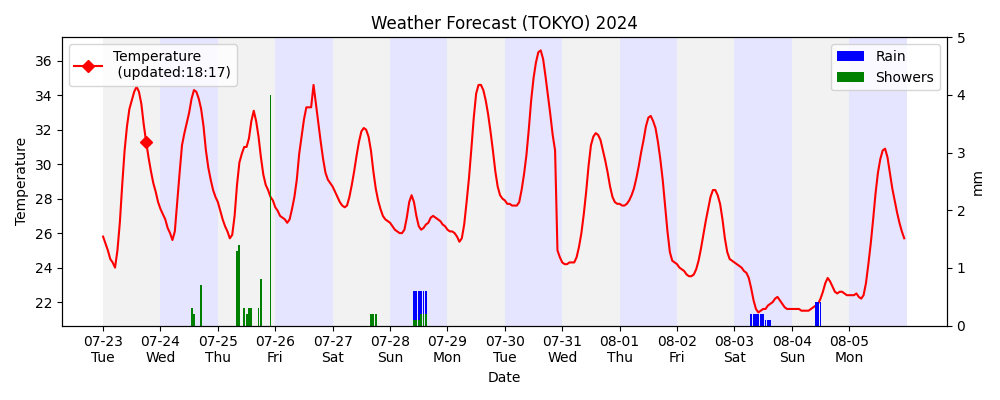 Weather Forecast (TOKYO) 2024
Temperature
(updated:18:17)
Rain
Showers
Temperature
36
34
32
30
28
26
24
22
5
4
3
2
1
0
mm
07-23 07-24 07-25 07-26 07-27 07-28 07-29 07-30 07-31 08-01 08-02 08-03 08-04 08-05
Tue Wed Thu Fri Sat Sun Mon Tue Wed Thu Fri Sat Sun Mon
Date